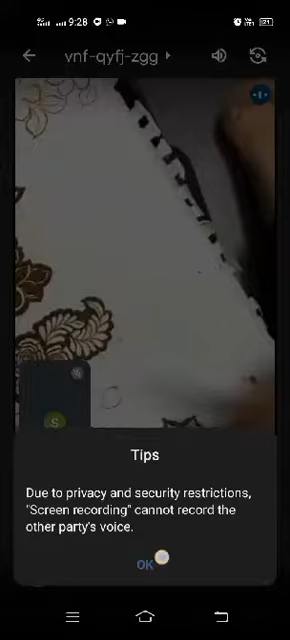 9:28
vnf-qyfj-zgg
S
Tips
Due to privacy and security restrictions,
"Screen recording" cannot record the
other party's voice.
OK